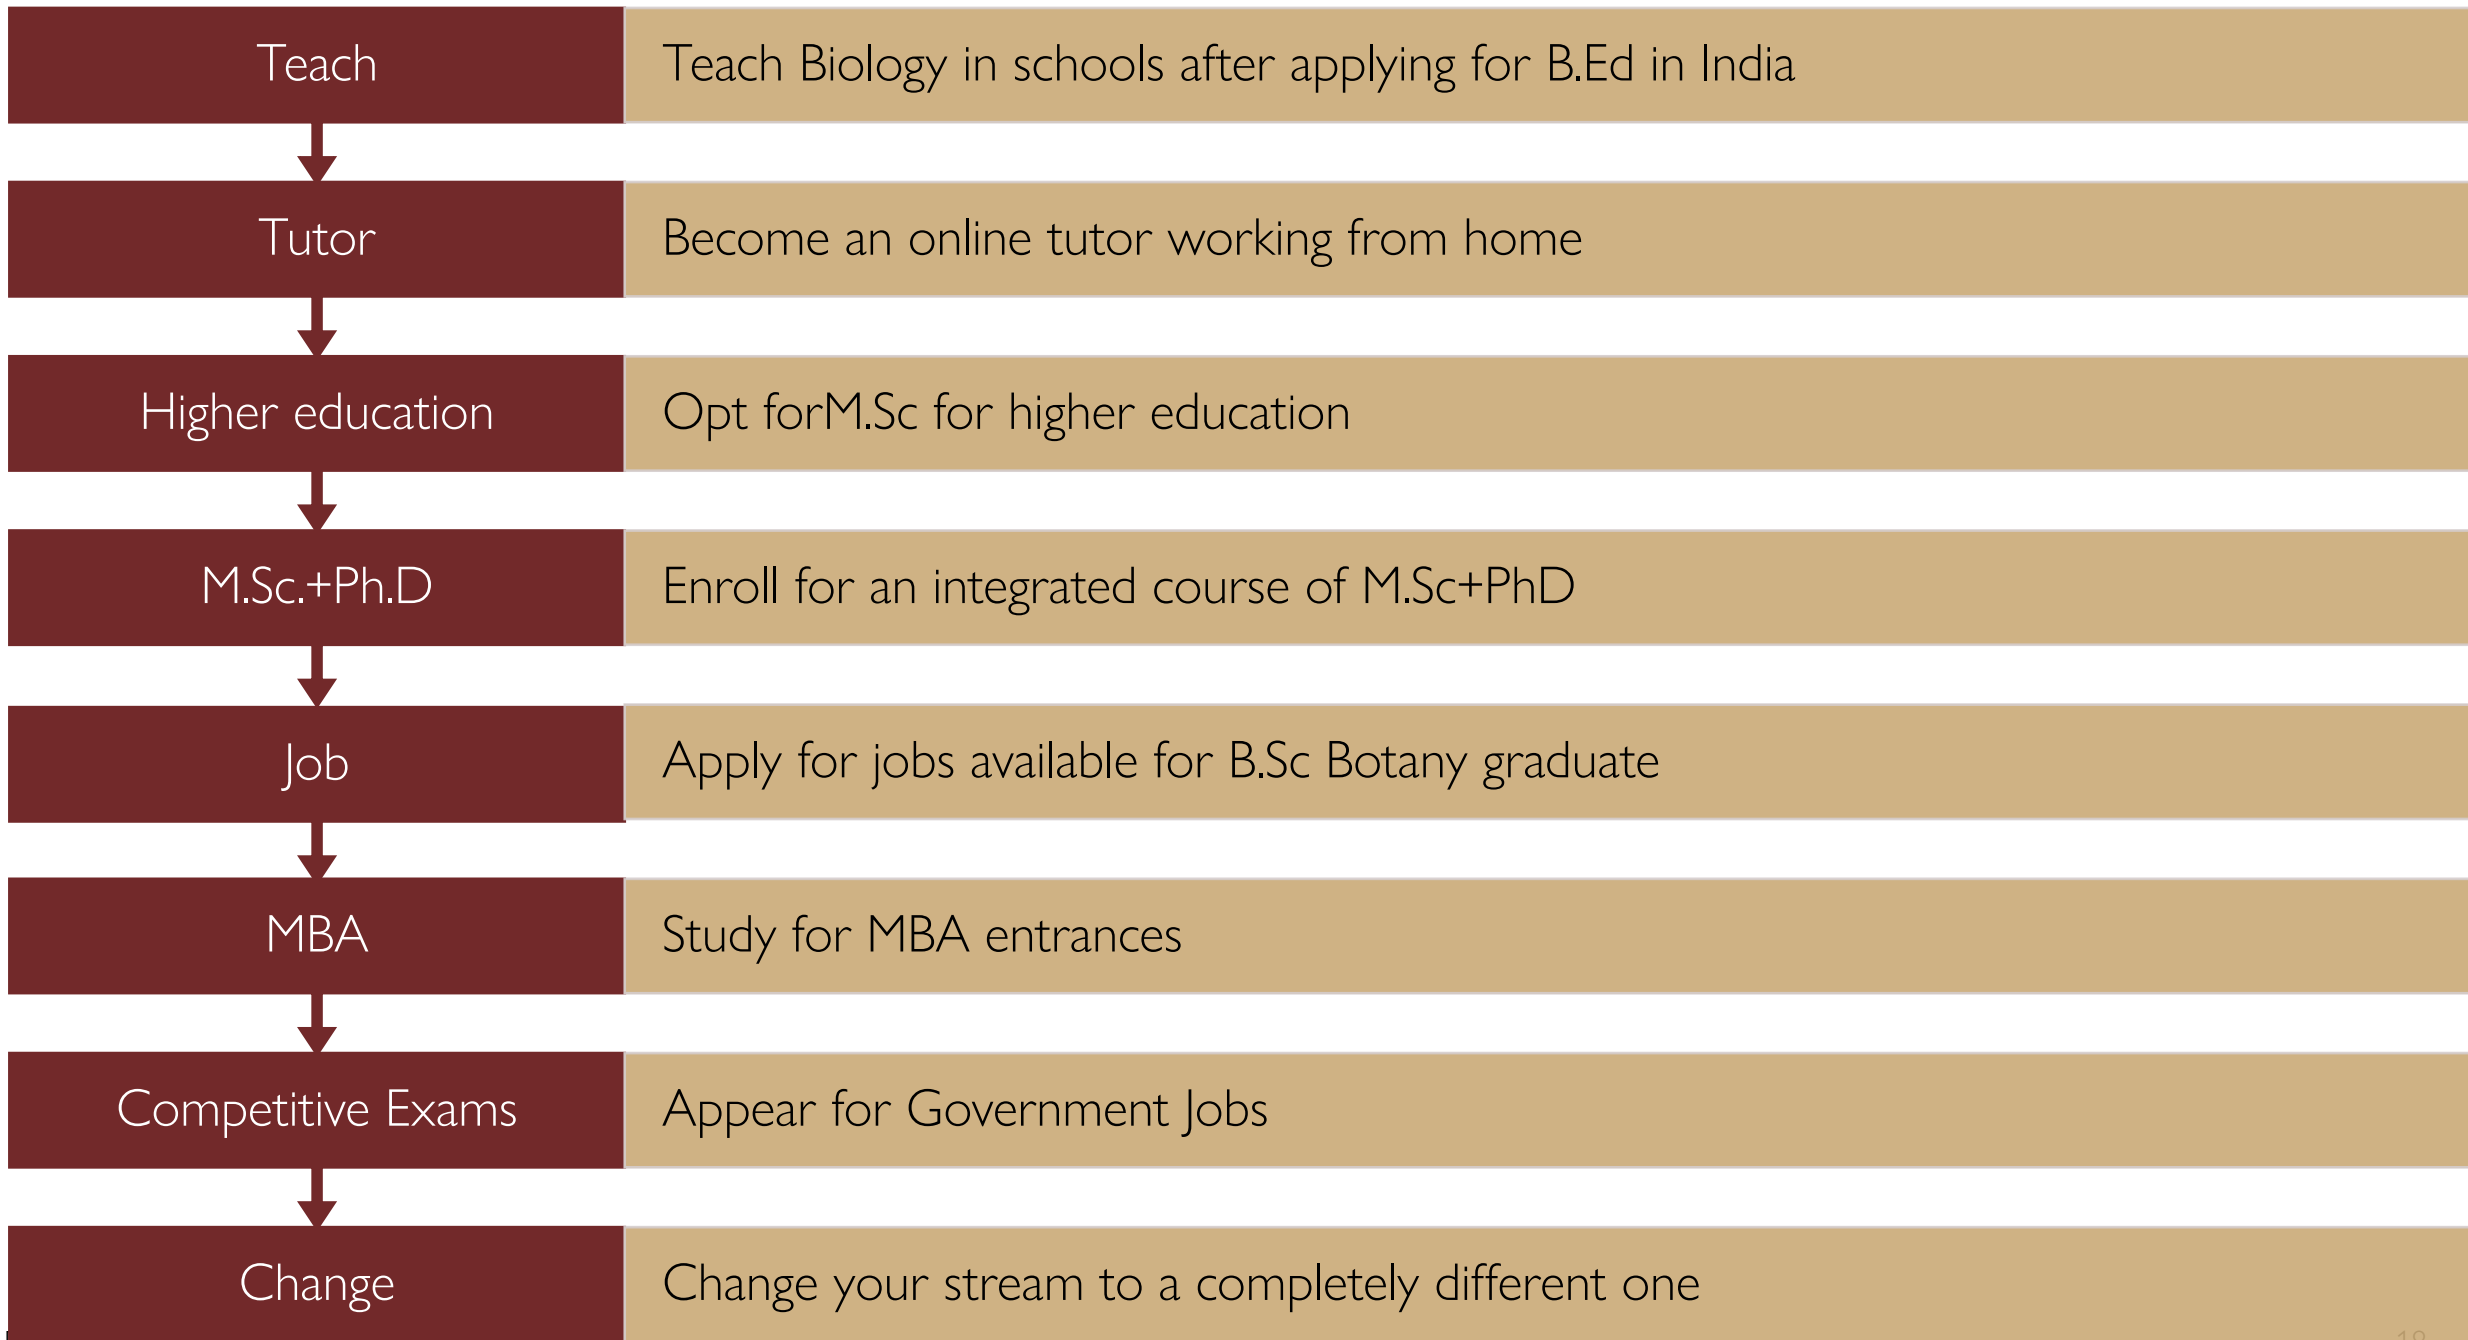 Teach
Teach Biology in schools after applying for B.Ed in India
Tutor
Become an online tutor working from home
Higher education
Opt forM.Sc for higher education
M.Sc.+Ph.D
Enroll for an integrated course of M.Sc+PhD
Job
Apply for jobs available for B.Sc Botany graduate
MBA
Study for MBA entrances
Competitive Exams
Appear for Government Jobs
Change
Change your stream to a completely different one